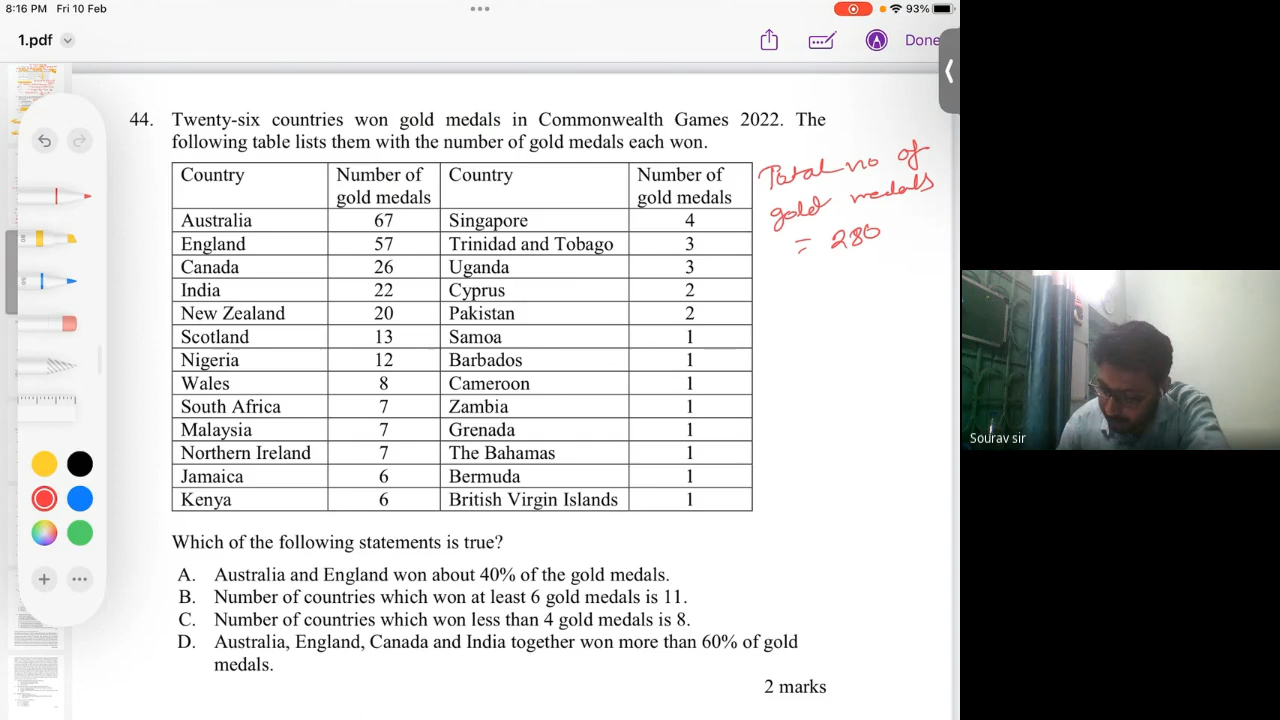 8:16 PM Fri 10 Feb
93%
1.pdf
Done
44. Twenty-six countries won gold medals in Commonwealth Games 2022. The
following table lists them with the number of gold medals each won.
Country Number of gold medals Country Number of gold medals
Australia 67 Singapore 4
England 57 Trinidad and Tobago 3
Canada 26 Uganda 3
India 22 Cyprus 2
New Zealand 20 Pakistan 2
Scotland 13 Samoa 1
Nigeria 12 Barbados 1
Wales 8 Cameroon 1
South Africa 7 Zambia 1
Malaysia 7 Grenada 1
Northern Ireland 7 The Bahamas 1
Jamaica 6 Bermuda 1
Kenya 6 British Virgin Islands 1
Total no of
gold medals
= 280
Which of the following statements is true?
A. Australia and England won about 40% of the gold medals.
B. Number of countries which won at least 6 gold medals is 11.
C. Number of countries which won less than 4 gold medals is 8.
D. Australia, England, Canada and India together won more than 60% of gold
medals.
2 marks
Sourav sir